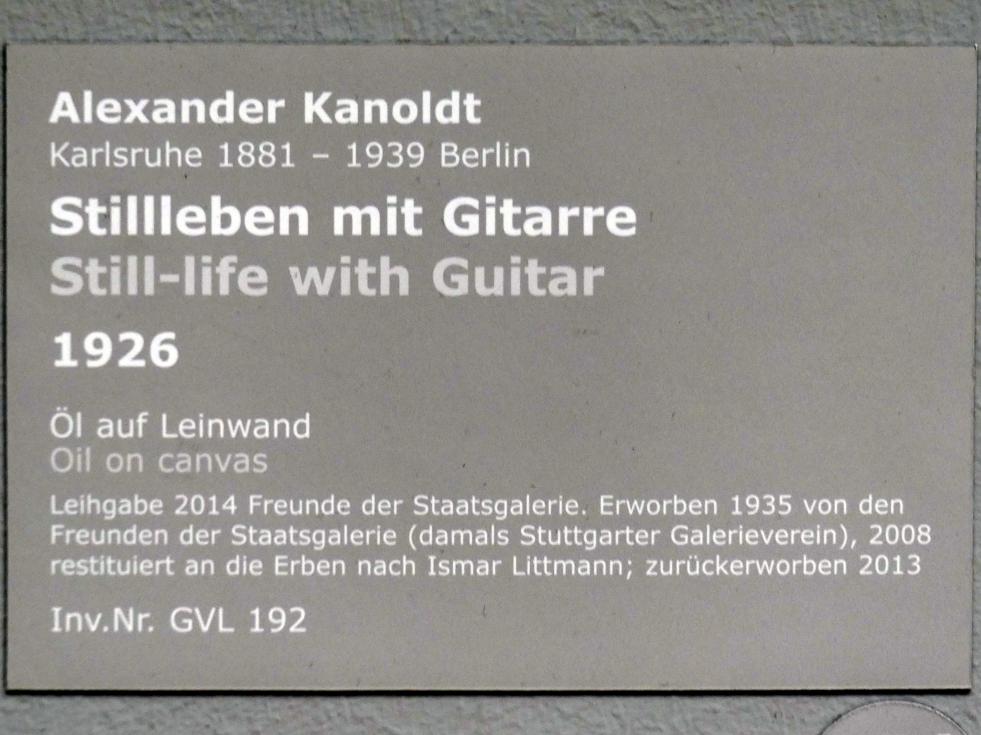 Alexander Kanoldt
Karlsruhe 1881 – 1939 Berlin
Stillleben mit Gitarre
Still-life with Guitar
1926
Öl auf Leinwand
Oil on canvas
Leihgabe 2014 Freunde der Staatsgalerie. Erworben 1935 von den
Freunden der Staatsgalerie (damals Stuttgarter Galerieverein), 2008
restituiert an die Erben nach Ismar Littmann; zurückerworben 2013
Inv.Nr. GVL 192